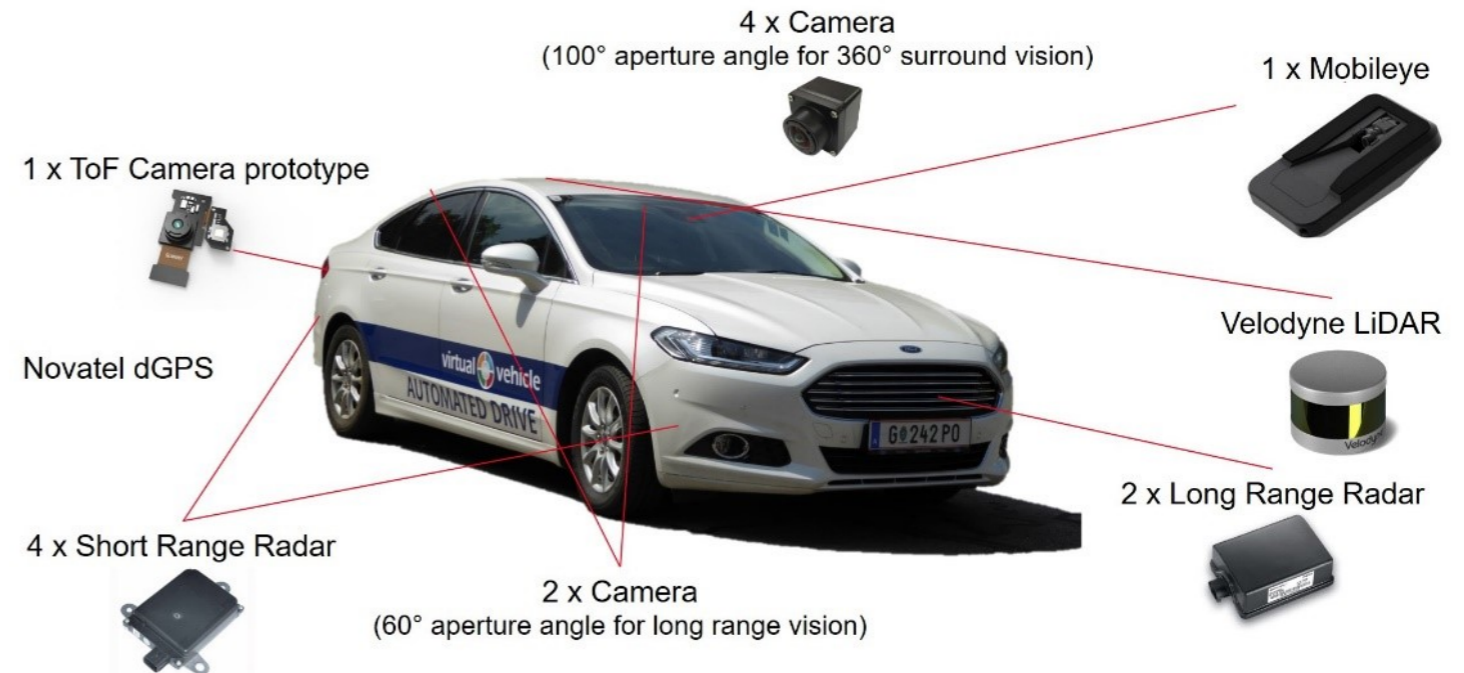 4 x Camera
(100° aperture angle for 360° surround vision)
1 x Mobileye
1 x ToF Camera prototype
Velodyne LiDAR
Novatel dGPS
virtual vehicle
AUTOMATED DRIVE
G 242 PO
Velodyne
2 x Long Range Radar
4 x Short Range Radar
2 x Camera
(60° aperture angle for long range vision)